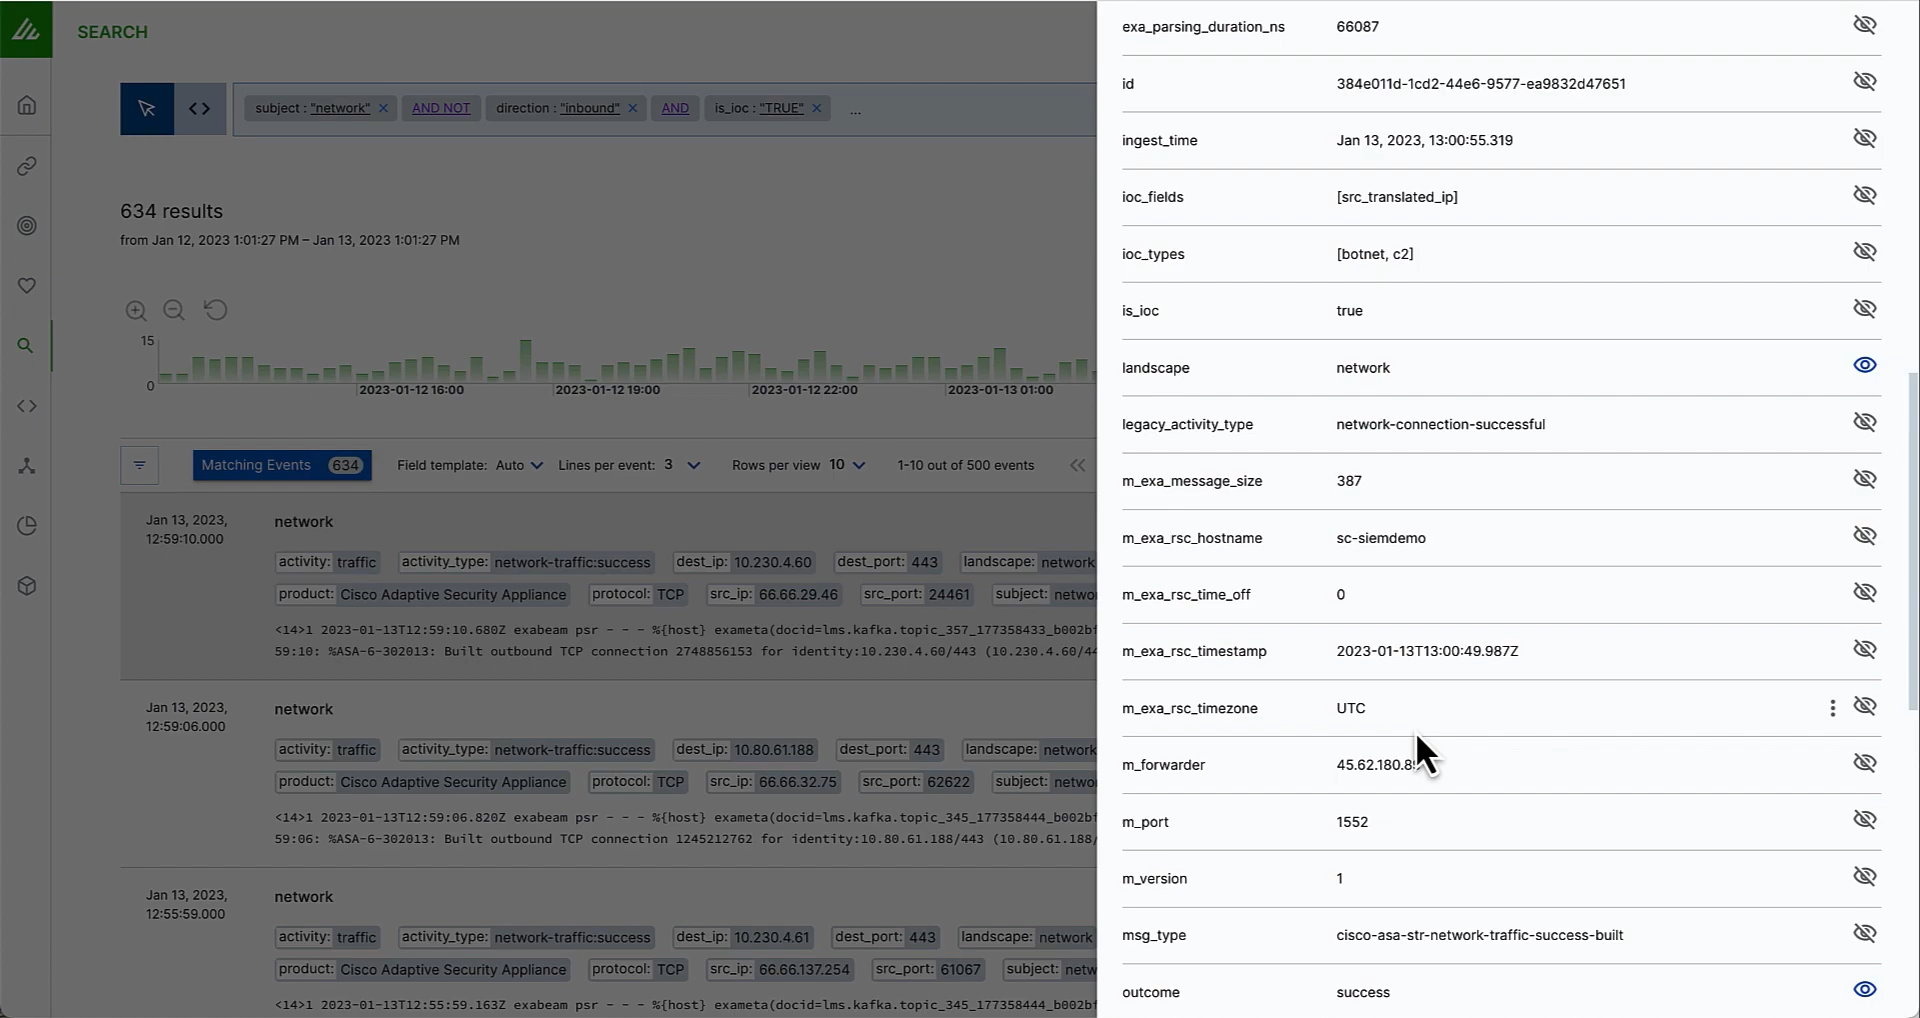 SEARCH
subject : "network" × AND NOT direction : "inbound" × AND is_ioc : "TRUE" × ...
634 results
from Jan 12, 2023 1:01:27 PM – Jan 13, 2023 1:01:27 PM
15
0
2023-01-12 16:00 2023-01-12 19:00 2023-01-12 22:00 2023-01-13 01:00
Matching Events 634 Field template: Auto Lines per event: 3 Rows per view 10 1-10 out of 500 events
Jan 13, 2023,
12:59:10.000
network
activity: traffic activity_type: network-traffic:success dest_ip: 10.230.4.60 dest_port: 443 landscape: network
product: Cisco Adaptive Security Appliance protocol: TCP src_ip: 66.66.29.46 src_port: 24461 subject: netwo
<14>1 2023-01-13T12:59:10.680Z exabeam psr - - - %{host} exameta(docid=lms.kafka.topic_357_177358433_b002bf
59:10: %ASA-6-302013: Built outbound TCP connection 2748856153 for identity:10.230.4.60/443 (10.230.4.60/44
Jan 13, 2023,
12:59:06.000
network
activity: traffic activity_type: network-traffic:success dest_ip: 10.80.61.188 dest_port: 443 landscape: network
product: Cisco Adaptive Security Appliance protocol: TCP src_ip: 66.66.32.75 src_port: 62622 subject: netwo
<14>1 2023-01-13T12:59:06.820Z exabeam psr - - - %{host} exameta(docid=lms.kafka.topic_345_177358444_b002bf
59:06: %ASA-6-302013: Built outbound TCP connection 1245212762 for identity:10.80.61.188/443 (10.80.61.188/
Jan 13, 2023,
12:55:59.000
network
activity: traffic activity_type: network-traffic:success dest_ip: 10.230.4.61 dest_port: 443 landscape: network
product: Cisco Adaptive Security Appliance protocol: TCP src_ip: 66.66.137.254 src_port: 61067 subject: netw
<14>1 2023-01-13T12:55:59.163Z exabeam psr - - - %{host} exameta(docid=lms.kafka.topic_345_177358444_b002bf
exa_parsing_duration_ns 66087
id 384e011d-1cd2-44e6-9577-ea9832d47651
ingest_time Jan 13, 2023, 13:00:55.319
ioc_fields [src_translated_ip]
ioc_types [botnet, c2]
is_ioc true
landscape network
legacy_activity_type network-connection-successful
m_exa_message_size 387
m_exa_rsc_hostname sc-siemdemo
m_exa_rsc_time_off 0
m_exa_rsc_timestamp 2023-01-13T13:00:49.987Z
m_exa_rsc_timezone UTC
m_forwarder 45.62.180.8
m_port 1552
m_version 1
msg_type cisco-asa-str-network-traffic-success-built
outcome success